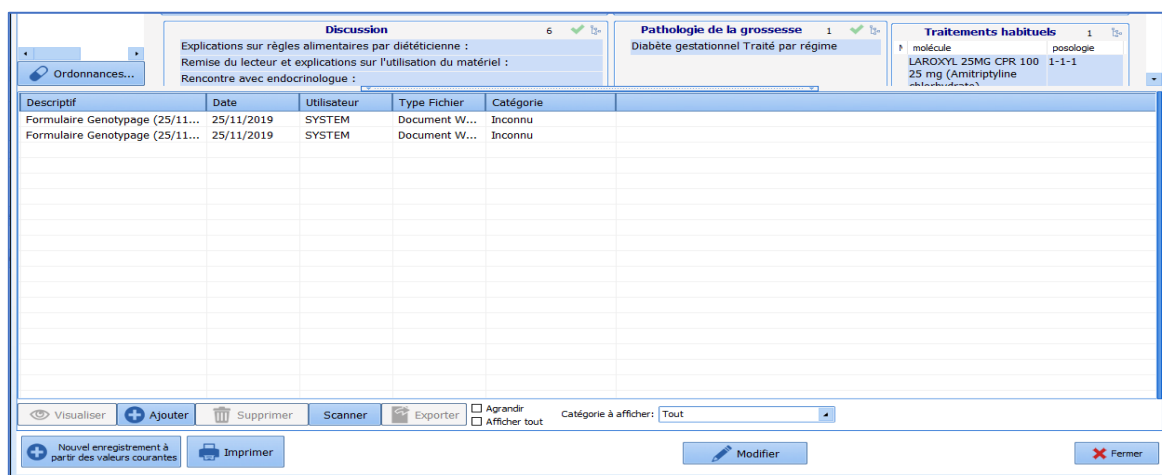 Discussion 6
Explications sur règles alimentaires par diététicienne :
Remise du lecteur et explications sur l'utilisation du matériel :
Rencontre avec endocrinologue :
Pathologie de la grossesse 1
Diabète gestationnel Traité par régime
Traitements habituels 1
molécule posologie
LAROXYL 25MG CPR 100 1-1-1
25 mg (Amitriptyline
chlorhydrate)
Ordonnances...
Descriptif Date Utilisateur Type Fichier Catégorie
Formulaire Genotypage (25/11... 25/11/2019 SYSTEM Document W... Inconnu
Formulaire Genotypage (25/11... 25/11/2019 SYSTEM Document W... Inconnu
Visualiser Ajouter Supprimer Scanner Exporter
Agrandir
Afficher tout
Catégorie à afficher: Tout
Nouvel enregistrement à
partir des valeurs courantes
Imprimer
Modifier
Fermer